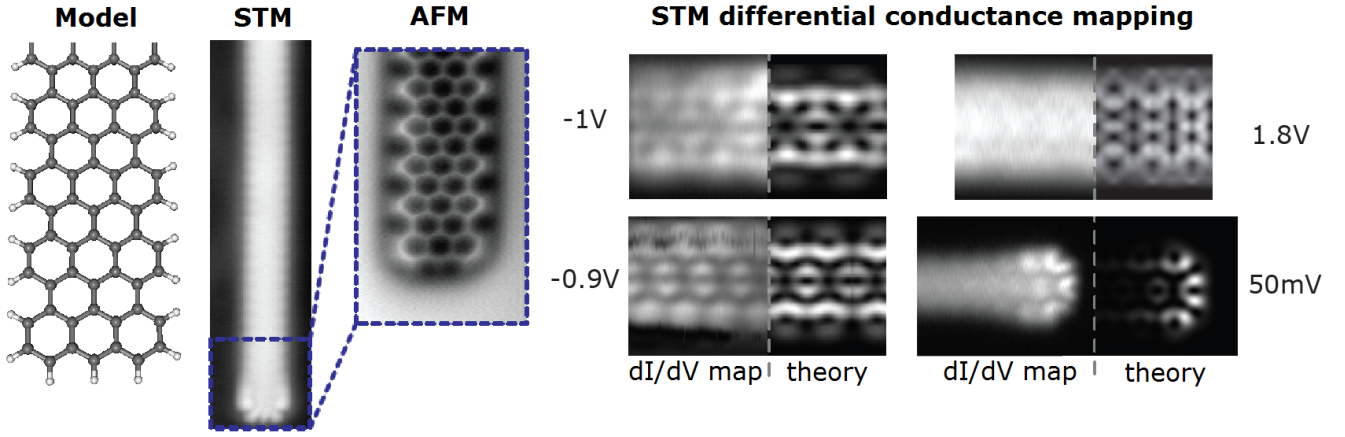 Model
STM
AFM
STM differential conductance mapping
-1V
1.8V
-0.9V
50mV
dI/dV map
theory
dI/dV map
theory